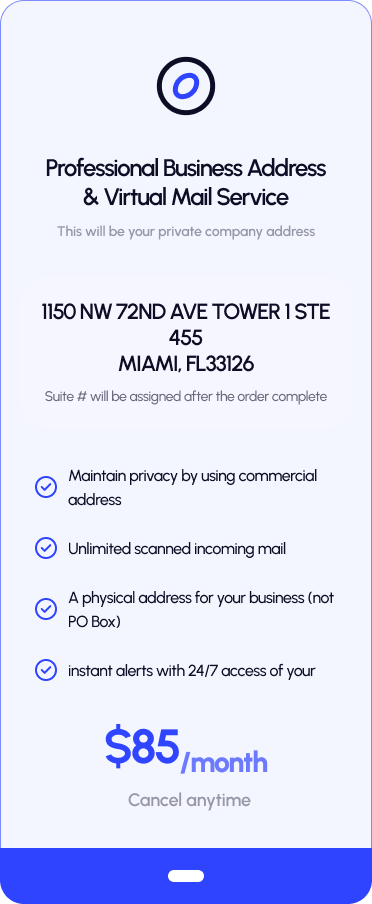 Professional Business Address
& Virtual Mail Service
This will be your private company address
1150 NW 72ND AVE TOWER 1 STE
455
MIAMI, FL33126
Suite # will be assigned after the order complete
Maintain privacy by using commercial
address
Unlimited scanned incoming mail
A physical address for your business (not
PO Box)
instant alerts with 24/7 access of your
$85/month
Cancel anytime